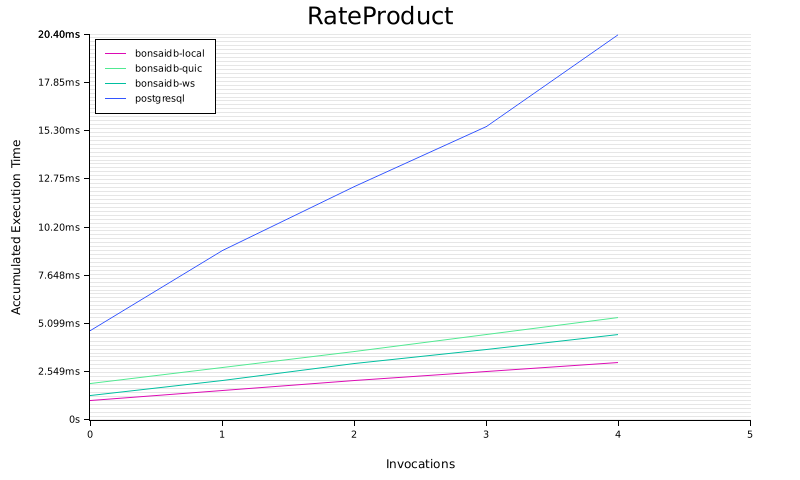 RateProduct
20.40ms
17.85ms
15.30ms
12.75ms
10.20ms
7.648ms
5.099ms
2.549ms
0s
Accumulated Execution Time
bonsaidb-local
bonsaidb-quic
bonsaidb-ws
postgresql
0 1 2 3 4 5
Invocations